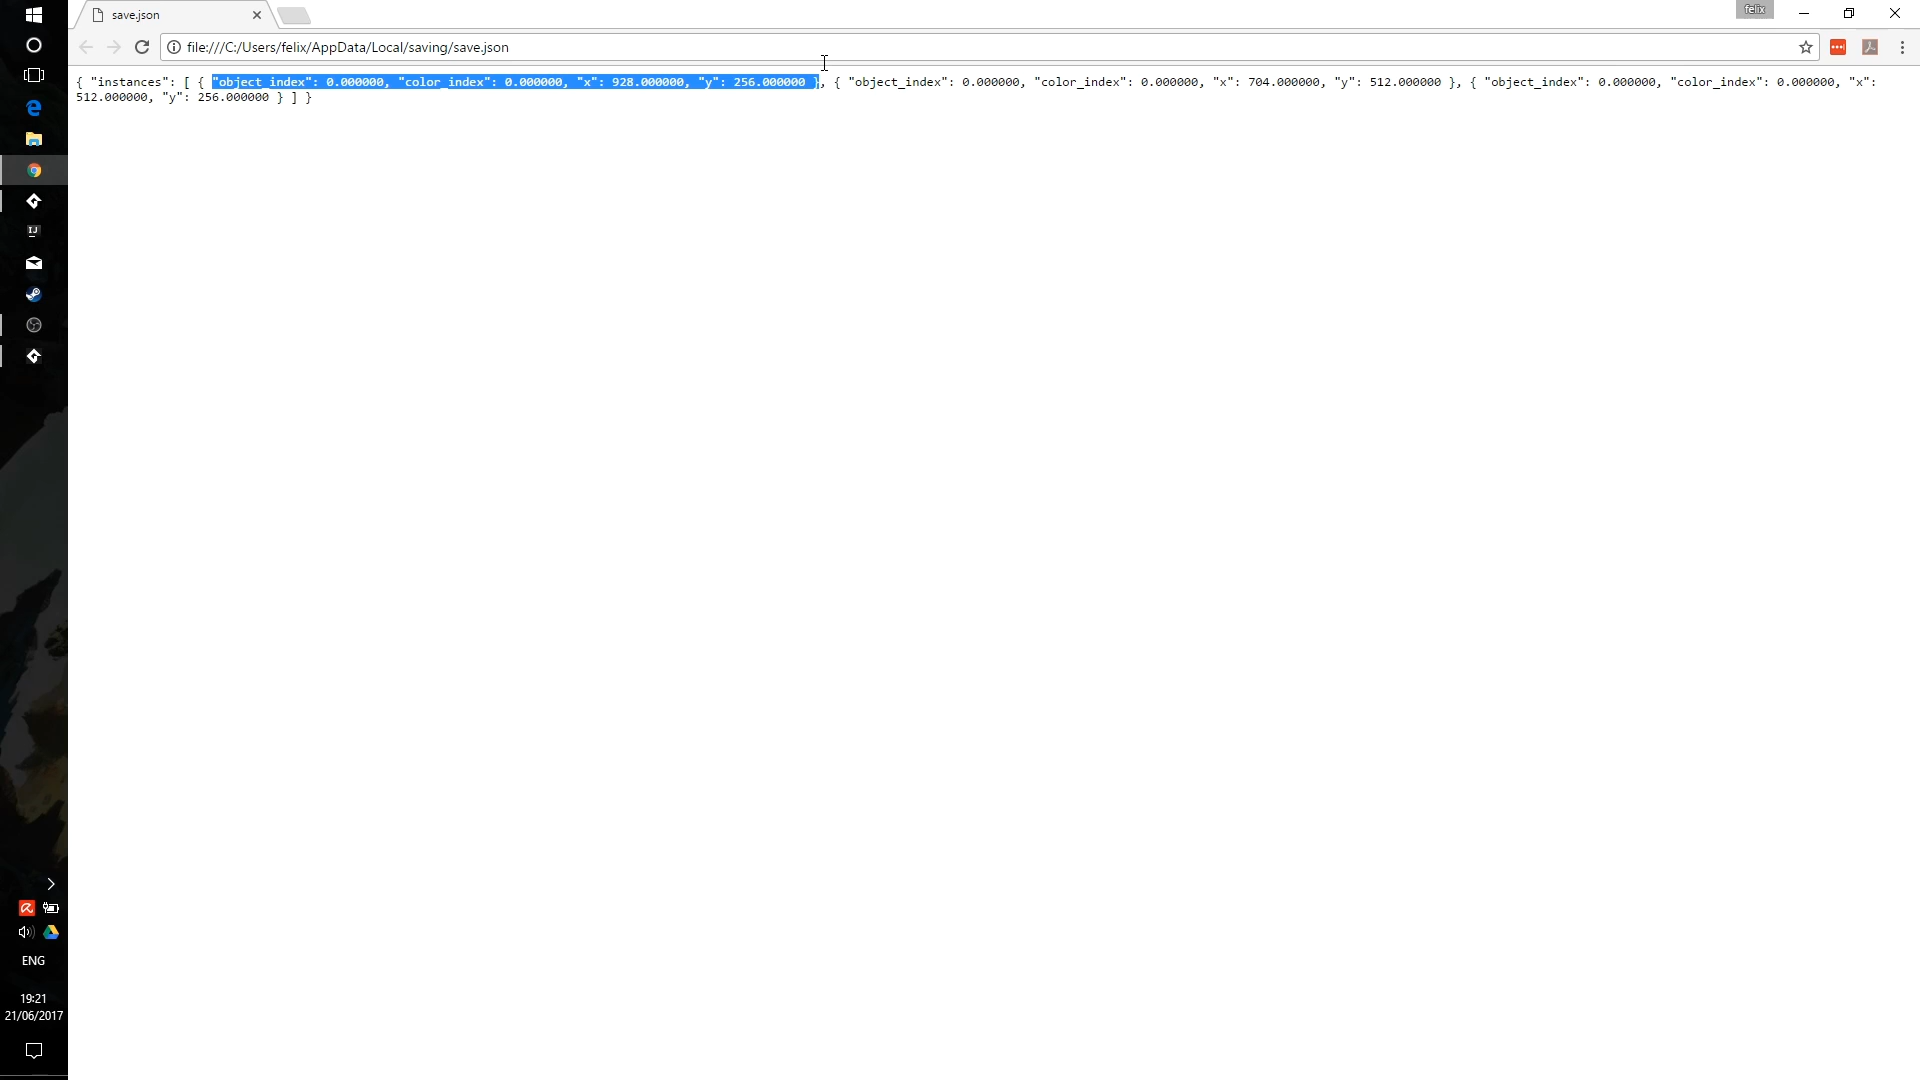 save.json
felix
file:///C:/Users/felix/AppData/Local/saving/save.json
{ "instances": [ { "object_index": 0.000000, "color_index": 0.000000, "x": 928.000000, "y": 256.000000 }, { "object_index": 0.000000, "color_index": 0.000000, "x": 704.000000, "y": 512.000000 }, { "object_index": 0.000000, "color_index": 0.000000, "x":
512.000000, "y": 256.000000 } ] }
IJ
ENG
19:21
21/06/2017